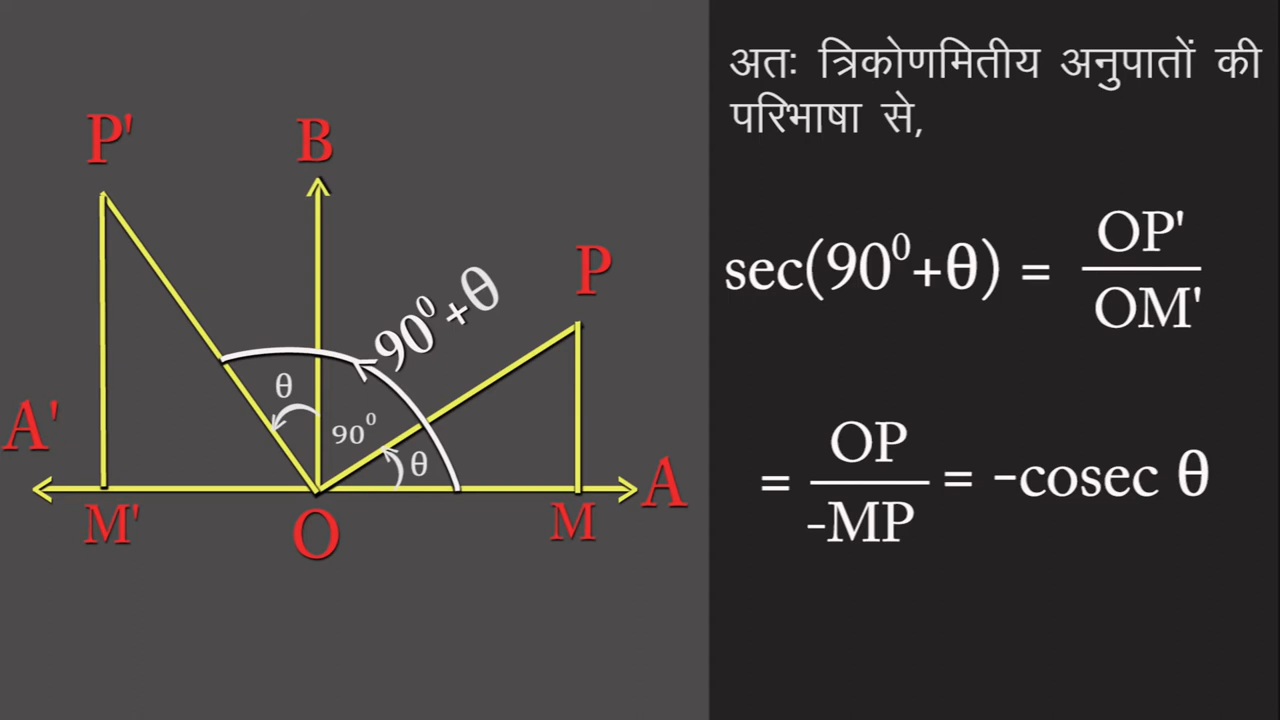 P'
B
P
90⁰+θ
θ
90⁰
θ
A'
A
M'
O
M
अतः त्रिकोणमितीय अनुपातों की
परिभाषा से,
sec(90⁰+θ) = OP'/OM'
= OP/-MP = -cosec θ